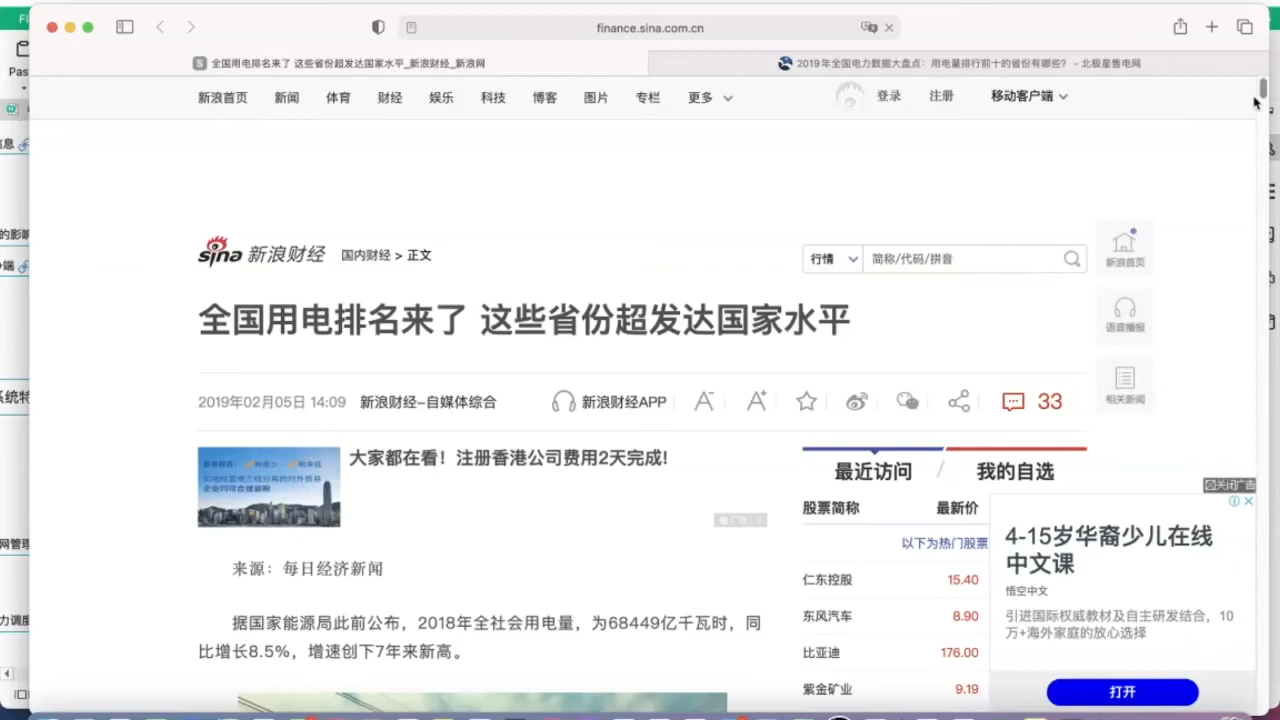 Fi
finance.sina.com.cn
Pas
S 全国用电排名来了 这些省份超发达国家水平_新浪财经_新浪网
2019年全国电力数据大盘点：用电量排行前十的省份有哪些？ - 北极星售电网
新浪首页 新闻 体育 财经 娱乐 科技 博客 图片 专栏 更多
登录 注册 移动客户端
sina 新浪财经 国内财经 > 正文
行情 简称/代码/拼音
新浪首页
全国用电排名来了 这些省份超发达国家水平
语音播报
2019年02月05日 14:09 新浪财经-自媒体综合 新浪财经APP A- A+ 33
相关新闻
大家都在看！注册香港公司费用2天完成!
广告
最近访问 / 我的自选
股票简称 最新价
以下为热门股票
仁东控股 15.40
东风汽车 8.90
比亚迪 176.00
紫金矿业 9.19
关闭广告
4-15岁华裔少儿在线
中文课
悟空中文
引进国际权威教材及自主研发结合，10
万+海外家庭的放心选择
打开
来源：每日经济新闻
据国家能源局此前公布，2018年全社会用电量，为68449亿千瓦时，同
比增长8.5%，增速创下7年来新高。